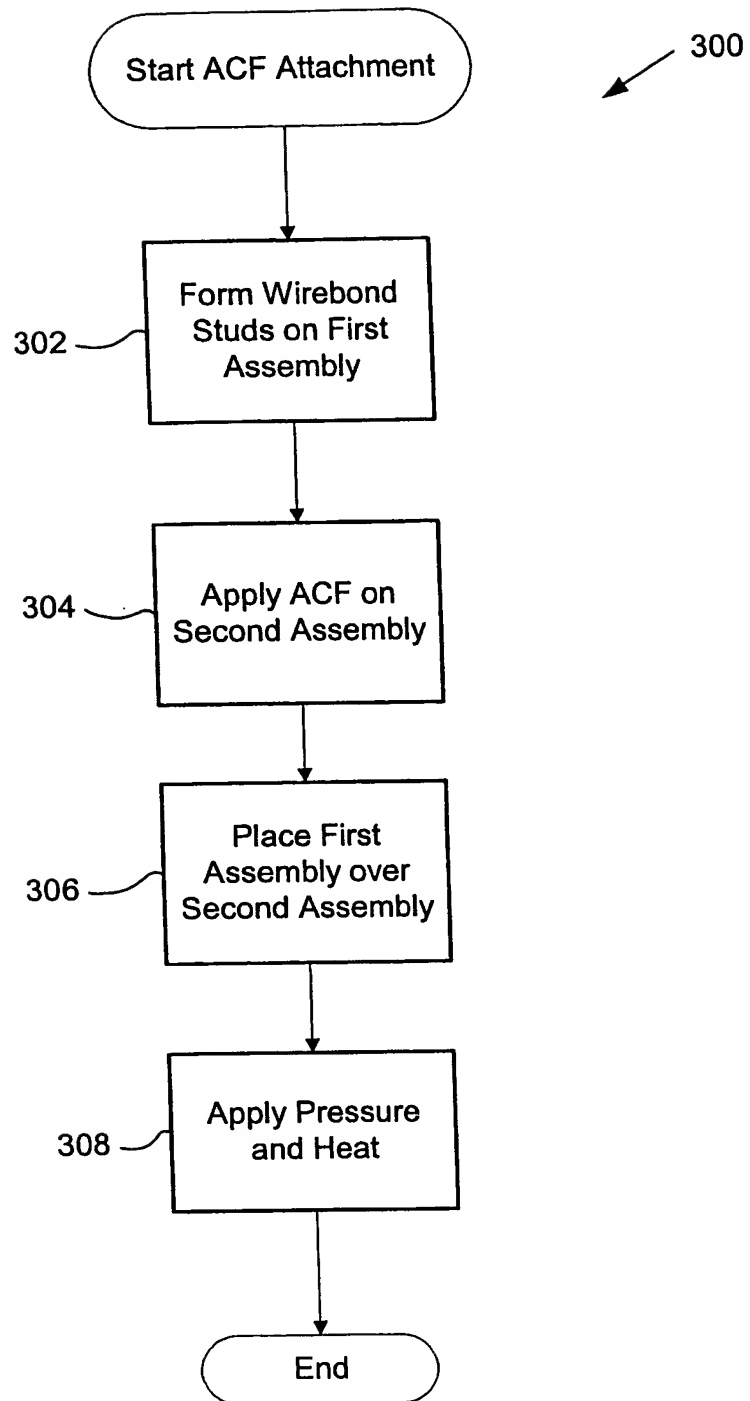 Start ACF Attachment
300
Form Wirebond
Studs on First
Assembly
302
Apply ACF on
Second Assembly
304
Place First
Assembly over
Second Assembly
306
Apply Pressure
and Heat
308
End